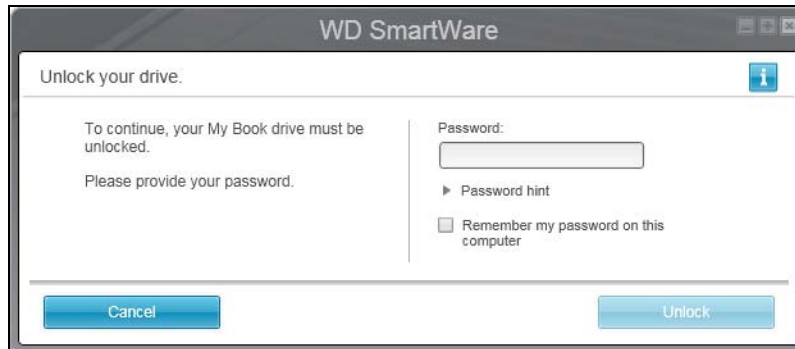 WD SmartWare
Unlock your drive.
To continue, your My Book drive must be
unlocked.
Please provide your password.
Password:
Password hint
Remember my password on this
computer
Cancel
Unlock